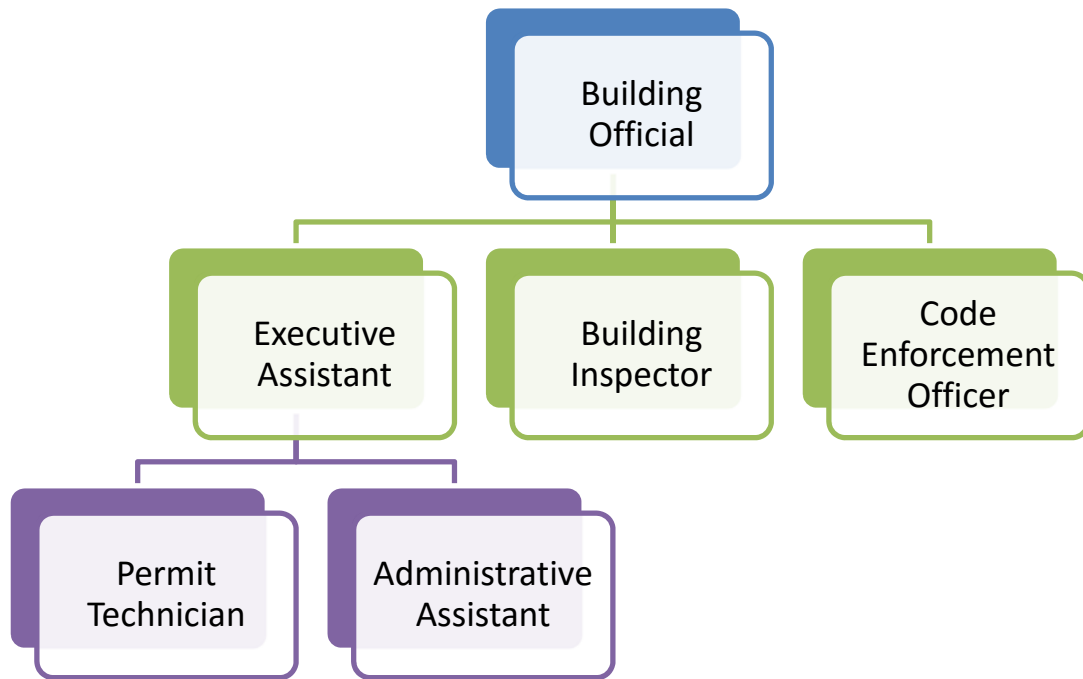 Building
Official
Executive
Assistant
Building
Inspector
Code
Enforcement
Officer
Permit
Technician
Administrative
Assistant